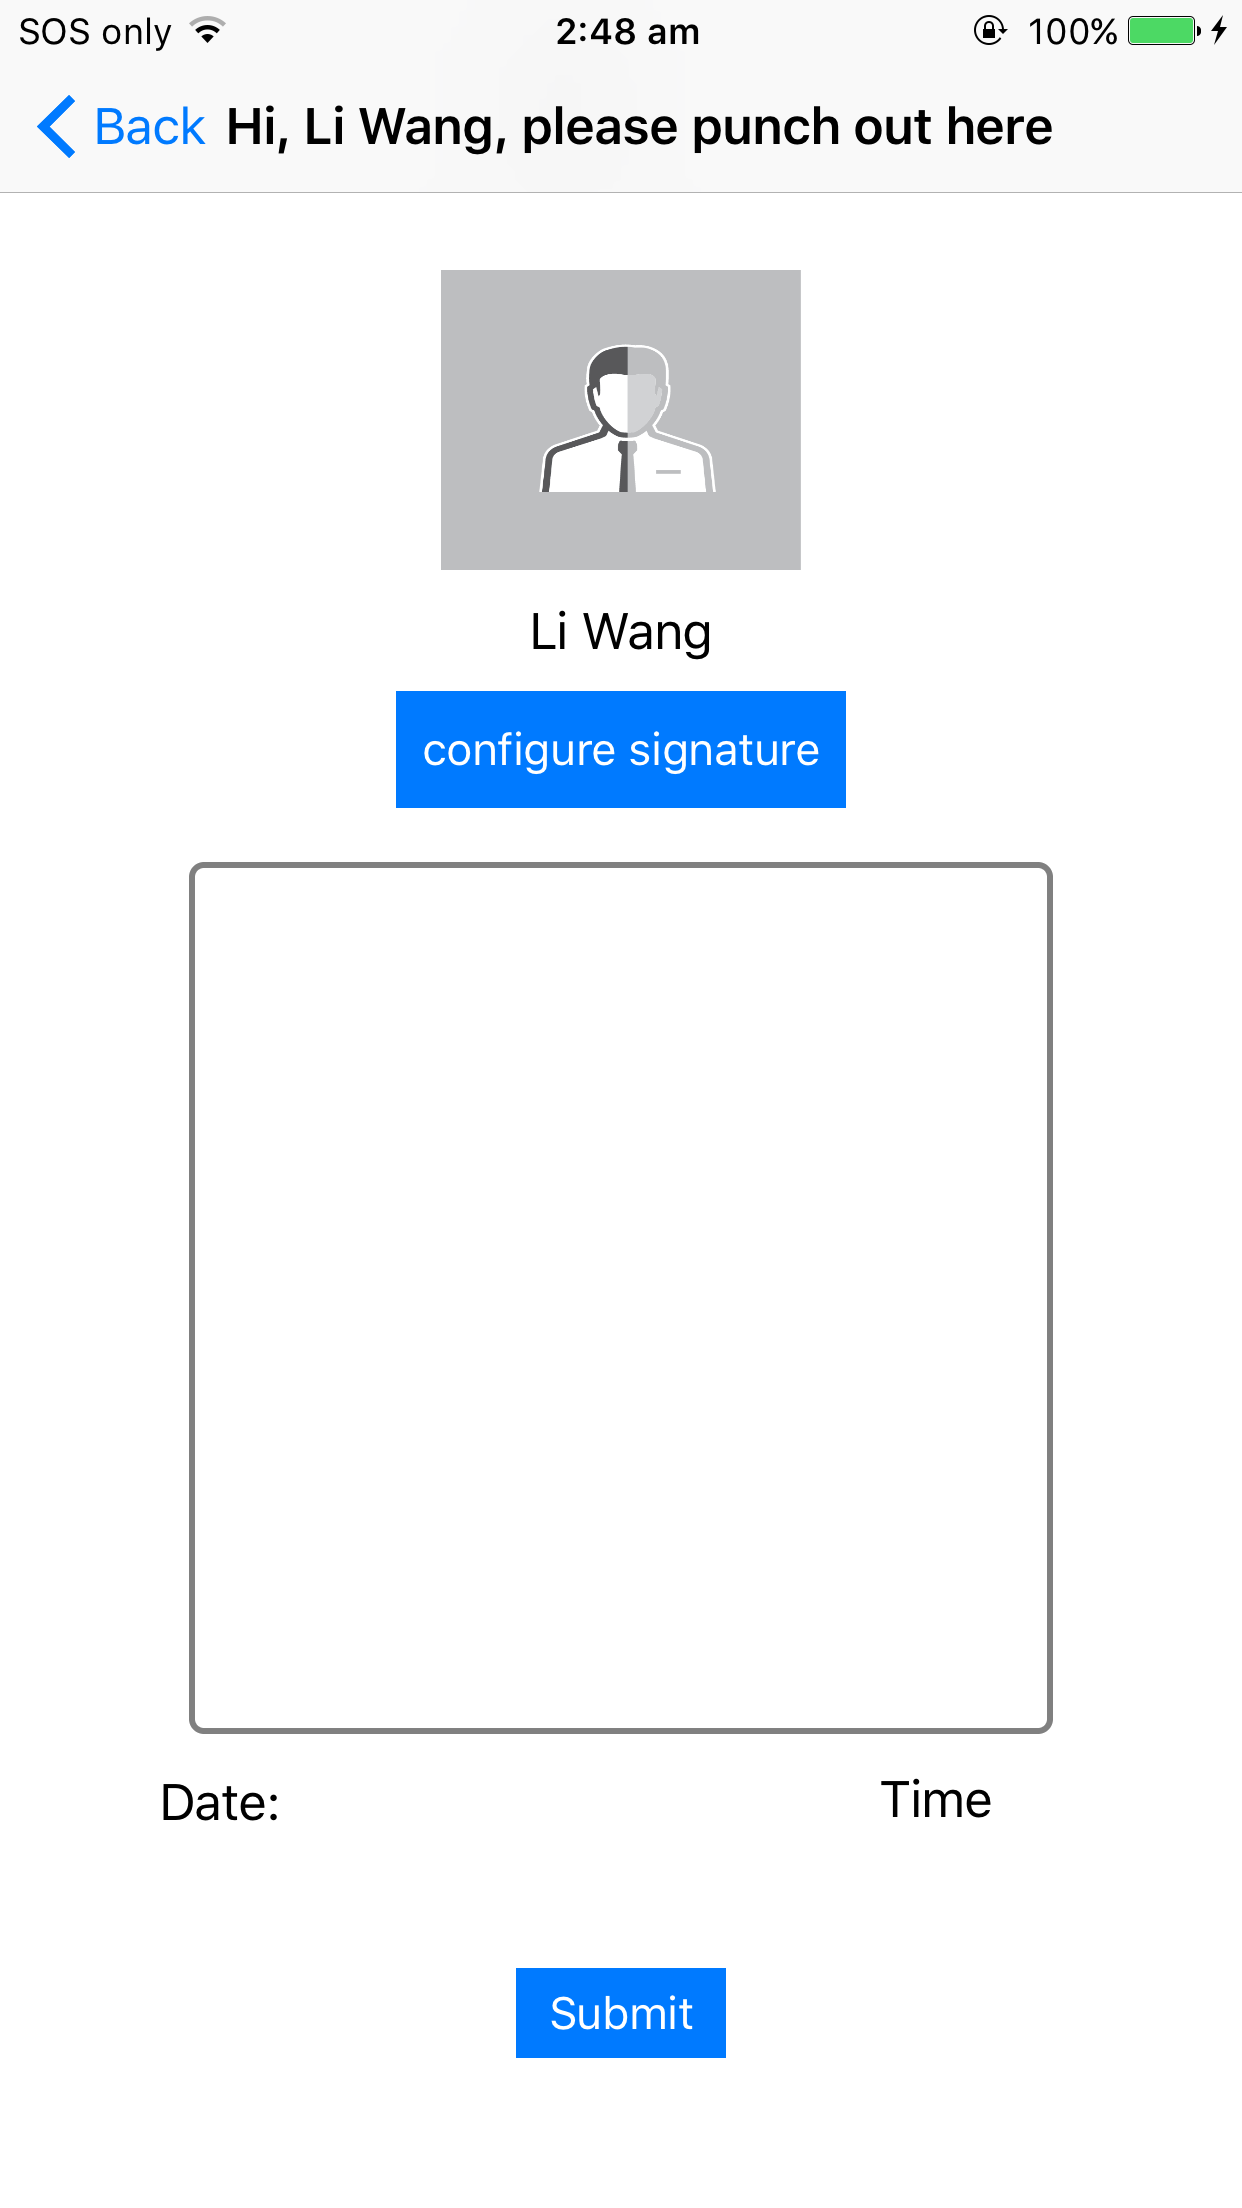 SOS only 2:48 am 100%
Back Hi, Li Wang, please punch out here
Li Wang
configure signature
Date: Time
Submit